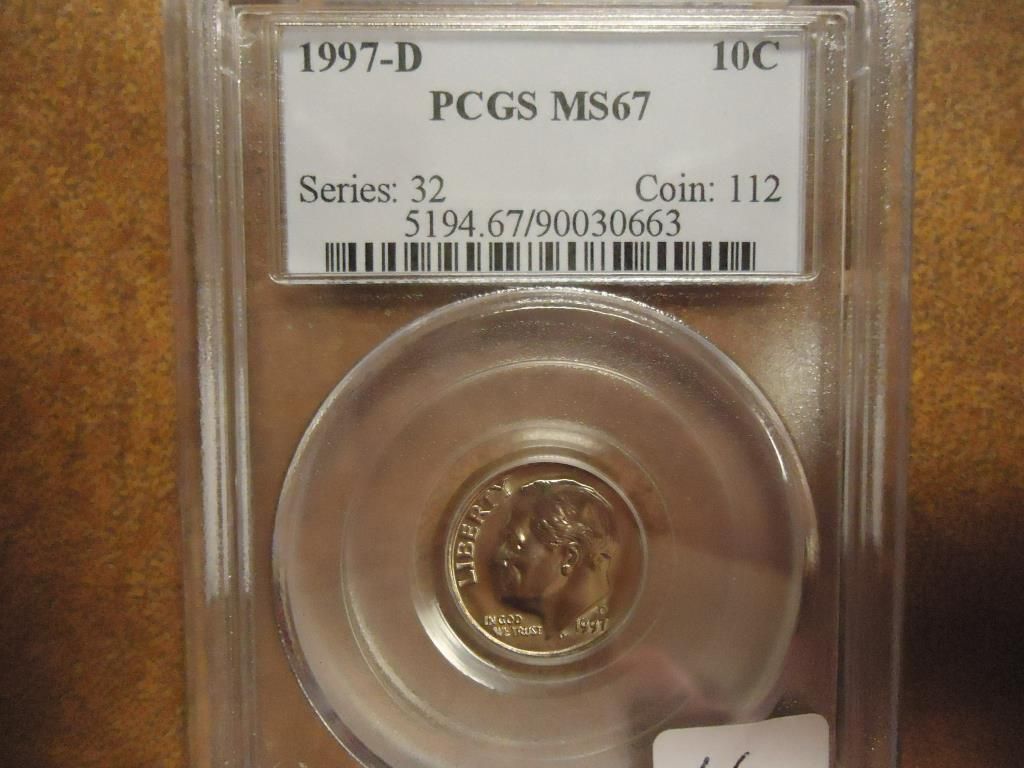 1997-D 10C
PCGS MS67
Series: 32 Coin: 112
5194.67/90030663
LIBERTY
IN GOD
WE TRUST
D
1997